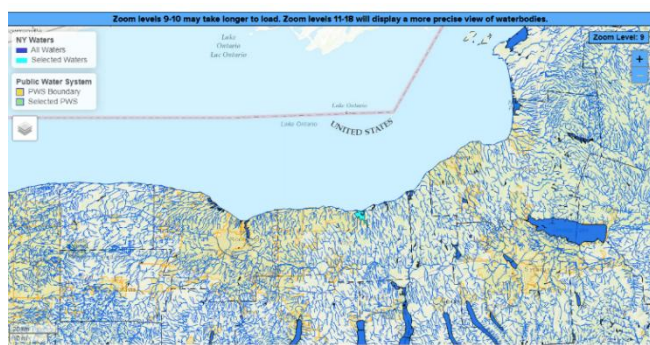 Zoom levels 9-10 may take longer to load. Zoom levels 11-18 will display a more precise view of waterbodies.
NY Waters
All Waters
Selected Waters
Public Water System
PWS Boundary
Selected PWS
Lake
Ontario
Lac Ontario
Zoom Level: 9
+
Lake Ontario
Lake Ontario
UNITED STATES